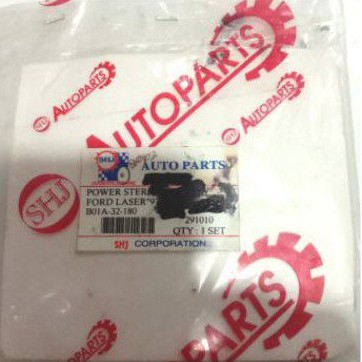 AUTOPARTS
SHJ AUTOPARTS
AUTOPARTS
SHJ
AUTO PARTS
POWER STER
FORD LASER"9
B01A-32-180
291010
QTY : 1 SET
SHJ CORPORATION
SHJ
PARTS
AUTOPARTS